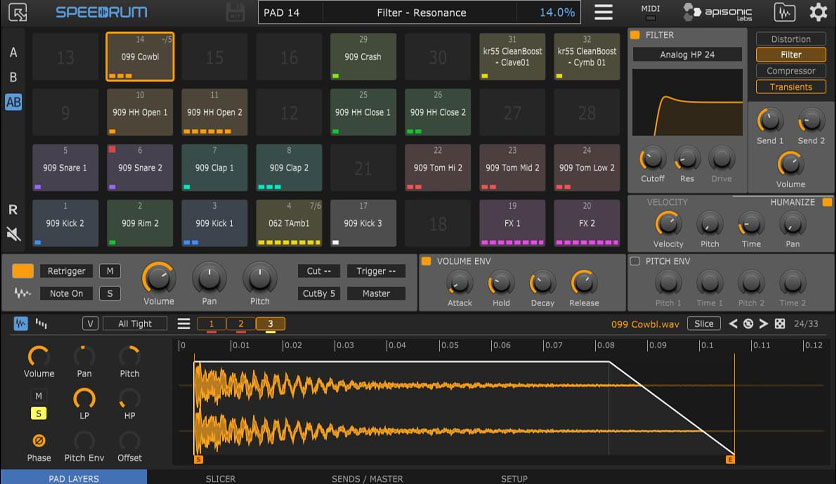 SPEEDRUM
PAD 14 Filter - Resonance 14.0%
MIDI
apisonic labs
A
B
AB
R
13
14 -/5
099 Cowbl
15
16
29
909 Crash
30
31
kr55 CleanBoost - Clave01
32
kr55 CleanBoost - Cymb 01
9
10
909 HH Open 1
11
909 HH Open 2
12
25
909 HH Close 1
26
909 HH Close 2
27
28
5
909 Snare 1
6
909 Snare 2
7
909 Clap 1
8
909 Clap 2
21
22
909 Tom Hi 2
23
909 Tom Mid 2
24
909 Tom Low 2
1
909 Kick 2
2
909 Rim 2
3
909 Kick 1
4 7/6
062 TAmb1
17
909 Kick 3
18
19
FX 1
20
FX 2
FILTER
Analog HP 24
Cutoff Res Drive
Distortion
Filter
Compressor
Transients
Send 1 Send 2
Volume
VELOCITY HUMANIZE
Velocity Pitch Time Pan
Retrigger M
Note On S
Volume Pan Pitch
Cut -- Trigger --
CutBy 5 Master
VOLUME ENV
Attack Hold Decay Release
PITCH ENV
Pitch 1 Time 1 Pitch 2 Time 2
V All Tight 1 2 3 099 Cowbl.wav Slice 24/33
Volume Pan Pitch
M
S
LP HP
Phase Pitch Env Offset
0 0.01 0.02 0.03 0.04 0.05 0.06 0.07 0.08 0.09 0.1 0.12
S E
PAD LAYERS SLICER SENDS / MASTER SETUP